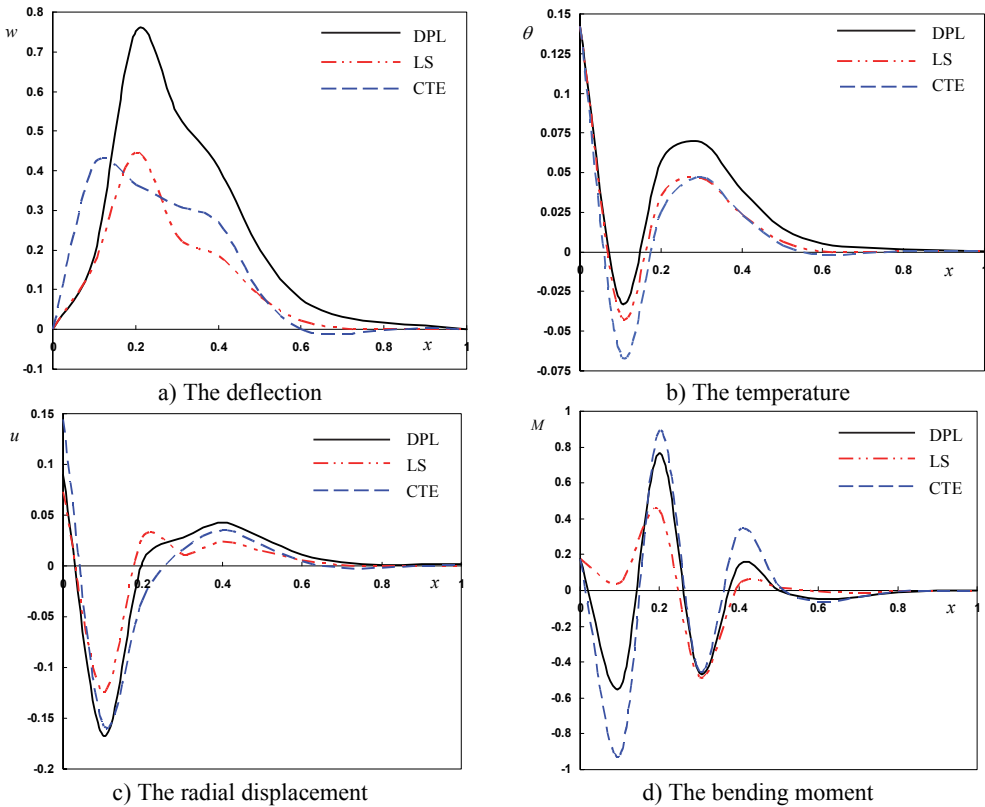 w
0.8
0.7
0.6
0.5
0.4
0.3
0.2
0.1
0
-0.1
0 0.2 0.4 0.6 0.8 1
x
DPL
LS
CTE
a) The deflection
θ
0.15
0.125
0.1
0.075
0.05
0.025
0
-0.025
-0.05
-0.075
0 0.2 0.4 0.6 0.8 1
x
DPL
LS
CTE
b) The temperature
u
0.15
0.1
0.05
0
-0.05
-0.1
-0.15
-0.2
0 0.2 0.4 0.6 0.8 1
x
DPL
LS
CTE
c) The radial displacement
M
1
0.8
0.6
0.4
0.2
0
-0.2
-0.4
-0.6
-0.8
-1
0 0.2 0.4 0.6 0.8 1
x
DPL
LS
CTE
d) The bending moment